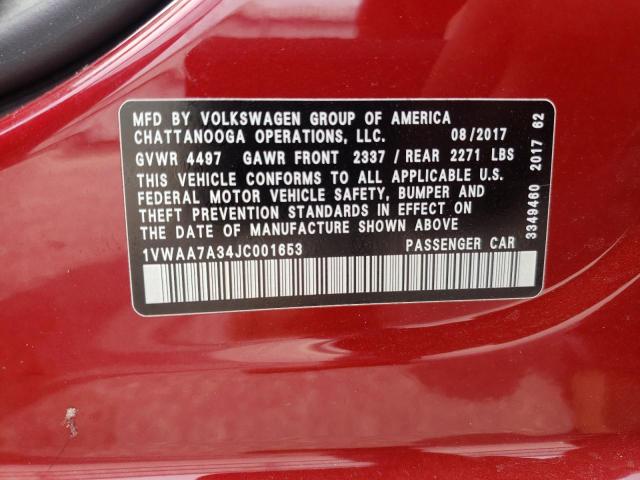 MFD BY VOLKSWAGEN GROUP OF AMERICA
CHATTANOOGA OPERATIONS, LLC. 08/2017
GVWR 4497 GAWR FRONT 2337 / REAR 2271 LBS
THIS VEHICLE CONFORMS TO ALL APPLICABLE U.S.
FEDERAL MOTOR VEHICLE SAFETY, BUMPER AND
THEFT PREVENTION STANDARDS IN EFFECT ON
THE DATE OF MANUFACTURE SHOWN ABOVE
1VWAA7A34JC001653 PASSENGER CAR
3349460 2017 62